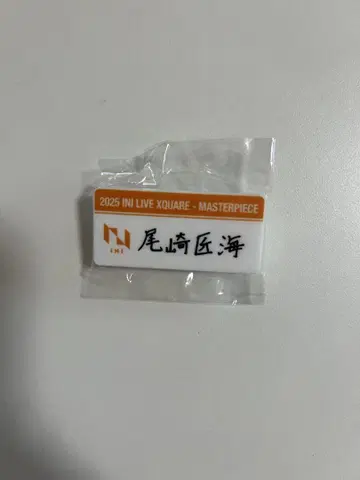 2025 INI LIVE XQUARE - MASTERPIECE
INI
尾崎匠海